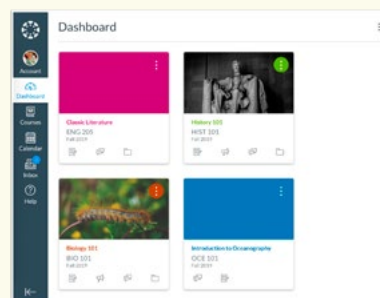 Dashboard
Account
Dashboard
Courses
Calendar
Inbox
Help
Classic Literature
ENG 205
Fall 2019
History 101
HIST 101
Fall 2019
Biology 101
BIO 101
Fall 2019
Introduction to Oceanography
OCE 101
Fall 2019